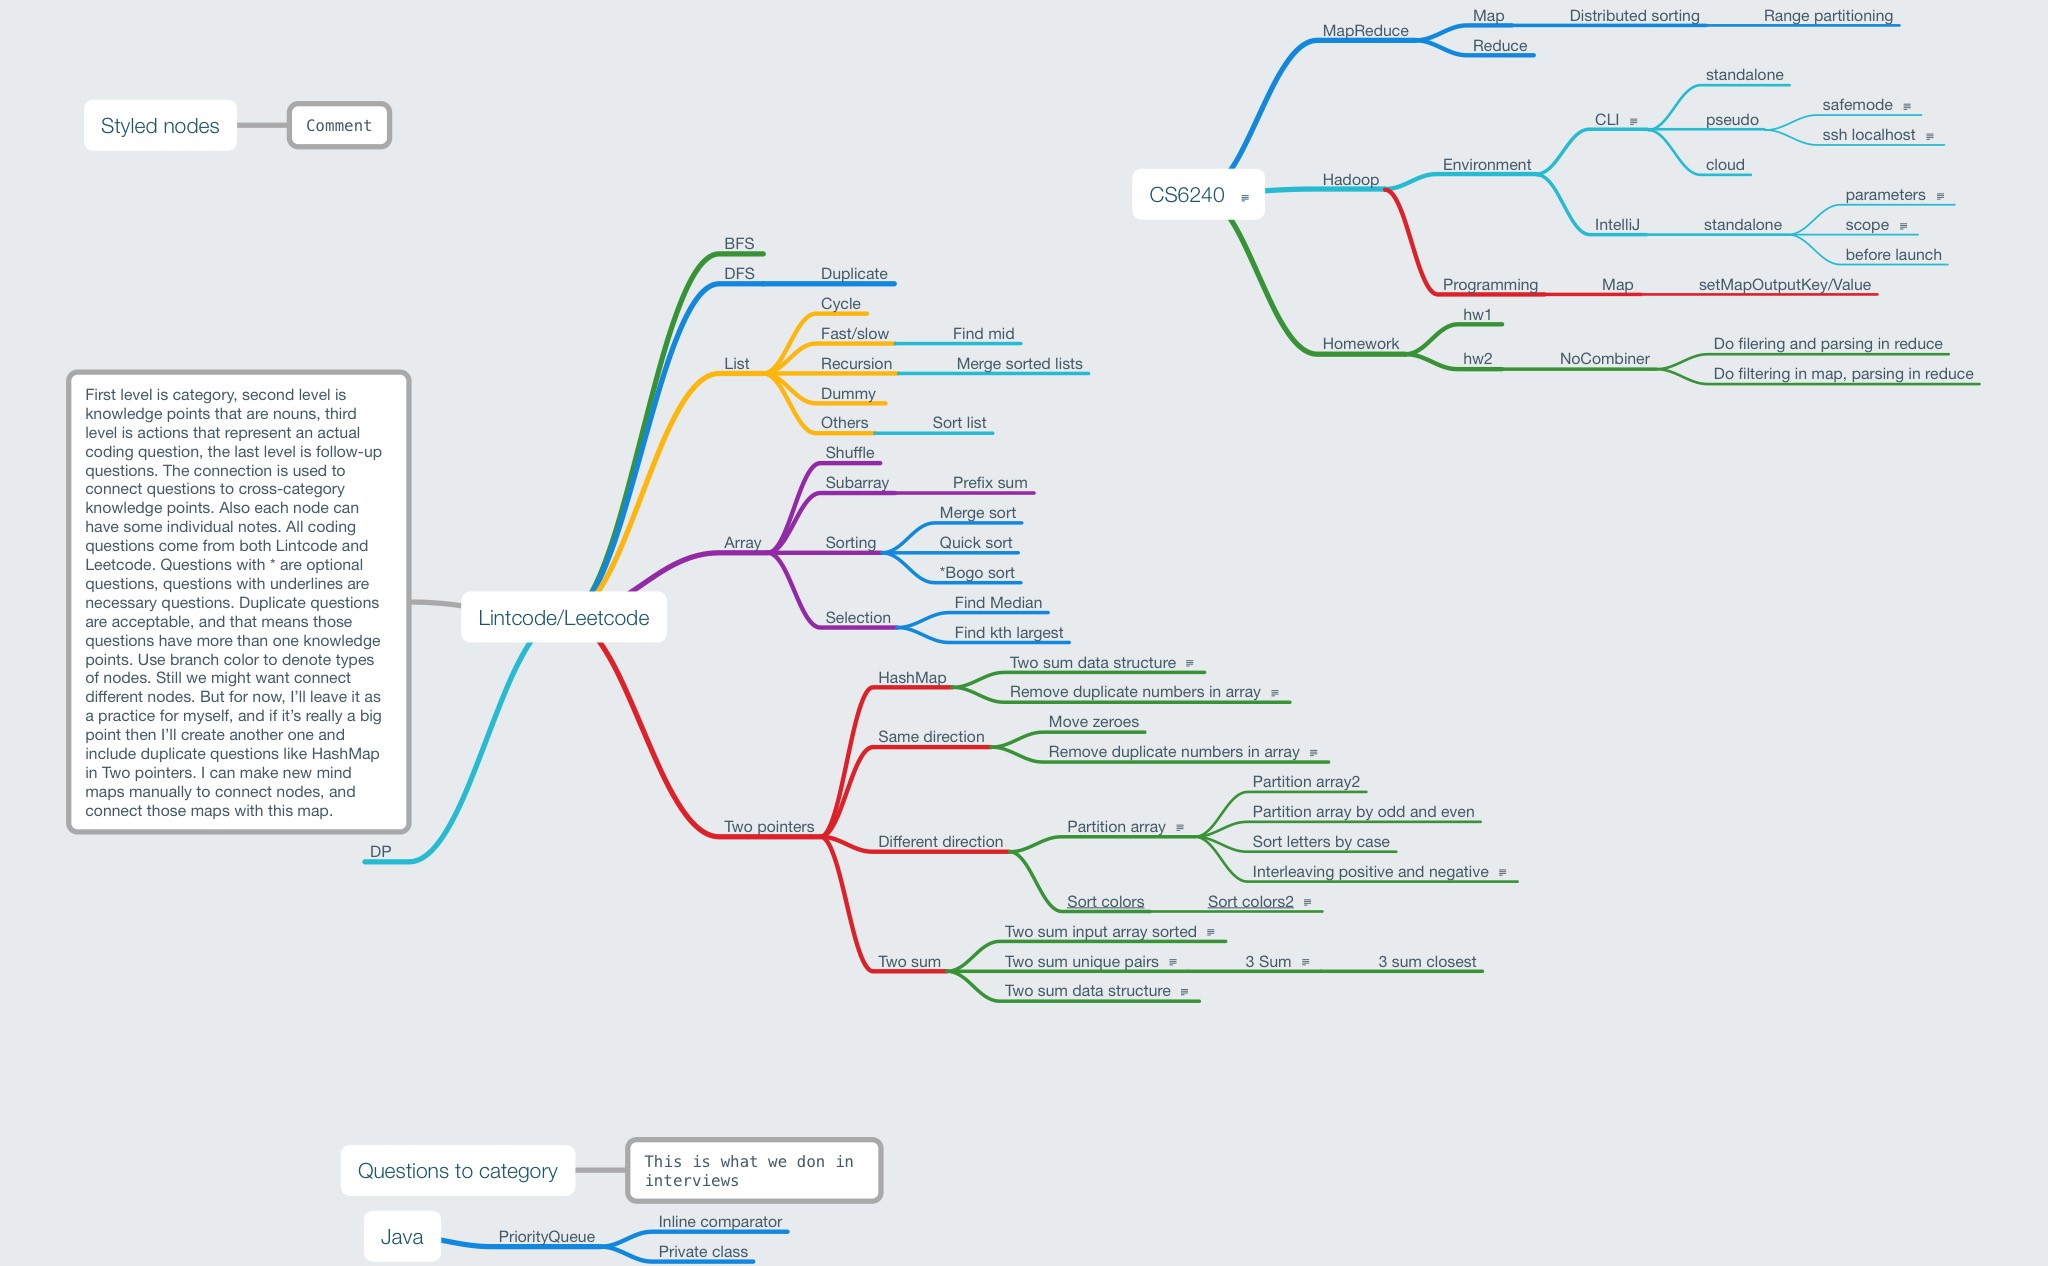 Styled nodes
Comment
First level is category, second level is
knowledge points that are nouns, third
level is actions that represent an actual
coding question, the last level is follow-up
questions. The connection is used to
connect questions to cross-category
knowledge points. Also each node can
have some individual notes. All coding
questions come from both Lintcode and
Leetcode. Questions with * are optional
questions, questions with underlines are
necessary questions. Duplicate questions
are acceptable, and that means those
questions have more than one knowledge
points. Use branch color to denote types
of nodes. Still we might want connect
different nodes. But for now, I’ll leave it as
a practice for myself, and if it’s really a big
point then I’ll create another one and
include duplicate questions like HashMap
in Two pointers. I can make new mind
maps manually to connect nodes, and
connect those maps with this map.
Lintcode/Leetcode
BFS
DFS
Duplicate
List
Cycle
Fast/slow
Find mid
Recursion
Merge sorted lists
Dummy
Others
Sort list
Array
Shuffle
Subarray
Prefix sum
Sorting
Merge sort
Quick sort
*Bogo sort
Selection
Find Median
Find kth largest
Two pointers
HashMap
Two sum data structure
Remove duplicate numbers in array
Same direction
Move zeroes
Remove duplicate numbers in array
Different direction
Partition array
Partition array2
Partition array by odd and even
Sort letters by case
Interleaving positive and negative
Sort colors
Sort colors2
Two sum
Two sum input array sorted
Two sum unique pairs
3 Sum
3 sum closest
Two sum data structure
DP
CS6240
MapReduce
Map
Distributed sorting
Range partitioning
Reduce
Hadoop
Environment
CLI
standalone
pseudo
safemode
ssh localhost
cloud
IntelliJ
standalone
parameters
scope
before launch
Programming
Map
setMapOutputKey/Value
Homework
hw1
hw2
NoCombiner
Do filering and parsing in reduce
Do filtering in map, parsing in reduce
Questions to category
This is what we don in
interviews
Java
PriorityQueue
Inline comparator
Private class